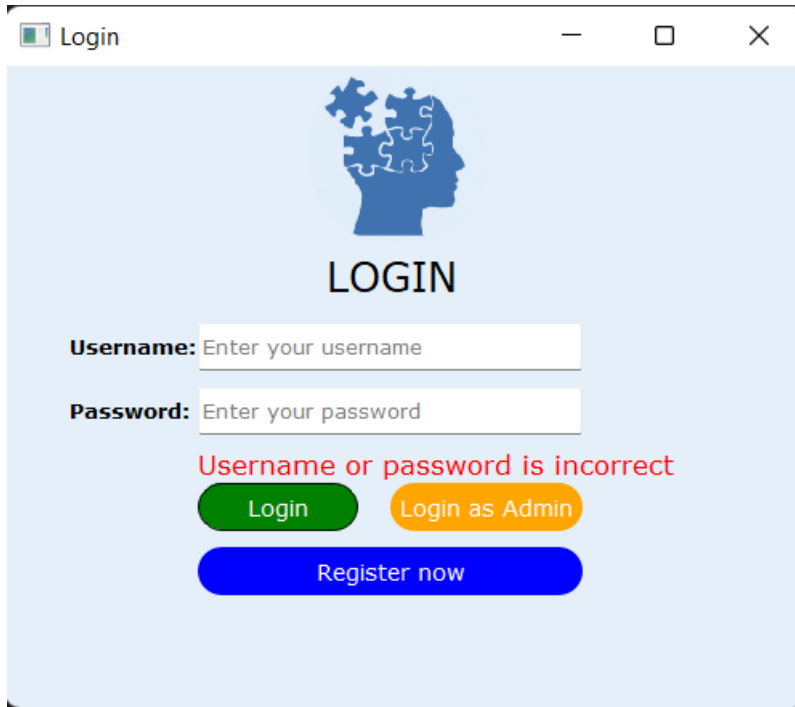 Login
LOGIN
Username: Enter your username
Password: Enter your password
Username or password is incorrect
Login Login as Admin
Register now